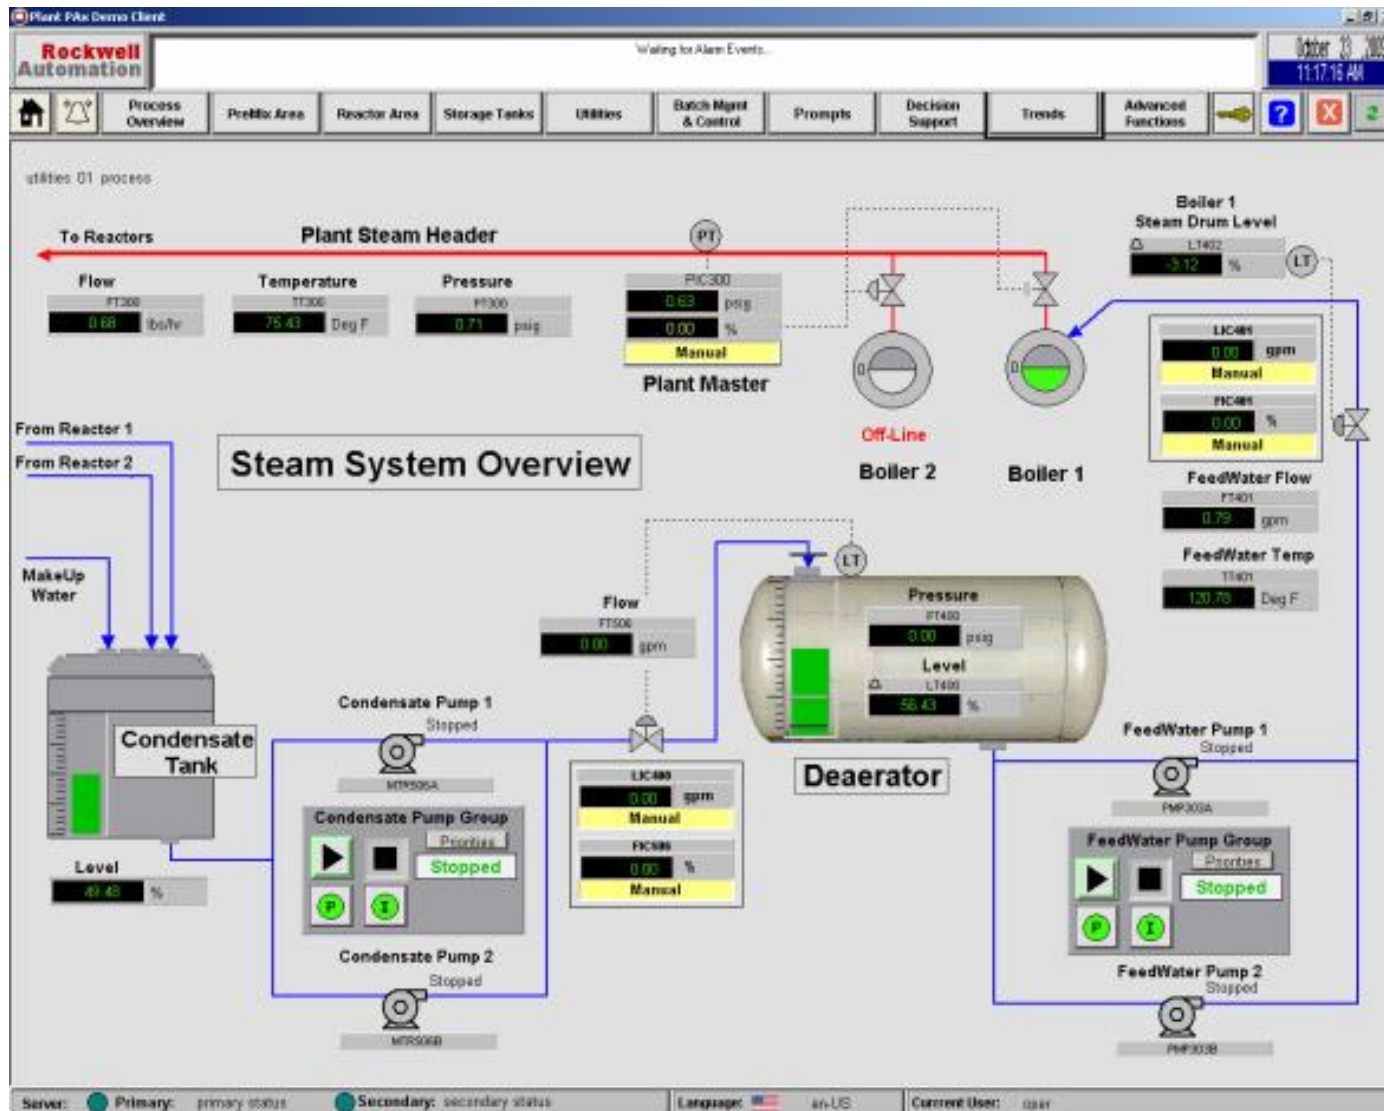 Plant PAx Demo Client
Rockwell
Automation
Waiting for Alarm Events...
October 23
11:17:16 AM
Process
Overview
PreMix Area
Reactor Area
Storage Tanks
Utilities
Batch Mgmt
& Control
Prompts
Decision
Support
Trends
Advanced
Functions
?
X
utilities 01 process
To Reactors
Plant Steam Header
PT
Boiler 1
Steam Drum Level
LT402
-3.12 %
LT
Flow
FT300
0.68 lbs/hr
Temperature
TT300
75.43 Deg F
Pressure
PT300
0.71 psig
PIC300
0.63 psig
0.00 %
Manual
Plant Master
LIC401
0.00 gpm
Manual
FIC401
0.00 %
Manual
From Reactor 1
From Reactor 2
Steam System Overview
Off-Line
Boiler 2
Boiler 1
FeedWater Flow
FT401
0.79 gpm
FeedWater Temp
TT401
120.78 Deg F
MakeUp
Water
Flow
FT506
0.00 gpm
LT
Pressure
PT400
0.00 psig
Level
LT400
56.43 %
Condensate
Tank
Condensate Pump 1
Stopped
MTR506A
Condensate Pump Group
Priorities
Stopped
P I
Level
49.48 %
Condensate Pump 2
Stopped
MTR506B
LIC400
0.00 gpm
Manual
FIC506
0.00 %
Manual
Deaerator
FeedWater Pump 1
Stopped
PMP303A
FeedWater Pump Group
Priorities
Stopped
P I
FeedWater Pump 2
Stopped
PMP303B
Server: Primary: primary status Secondary: secondary status Language: en-US Current User: oper